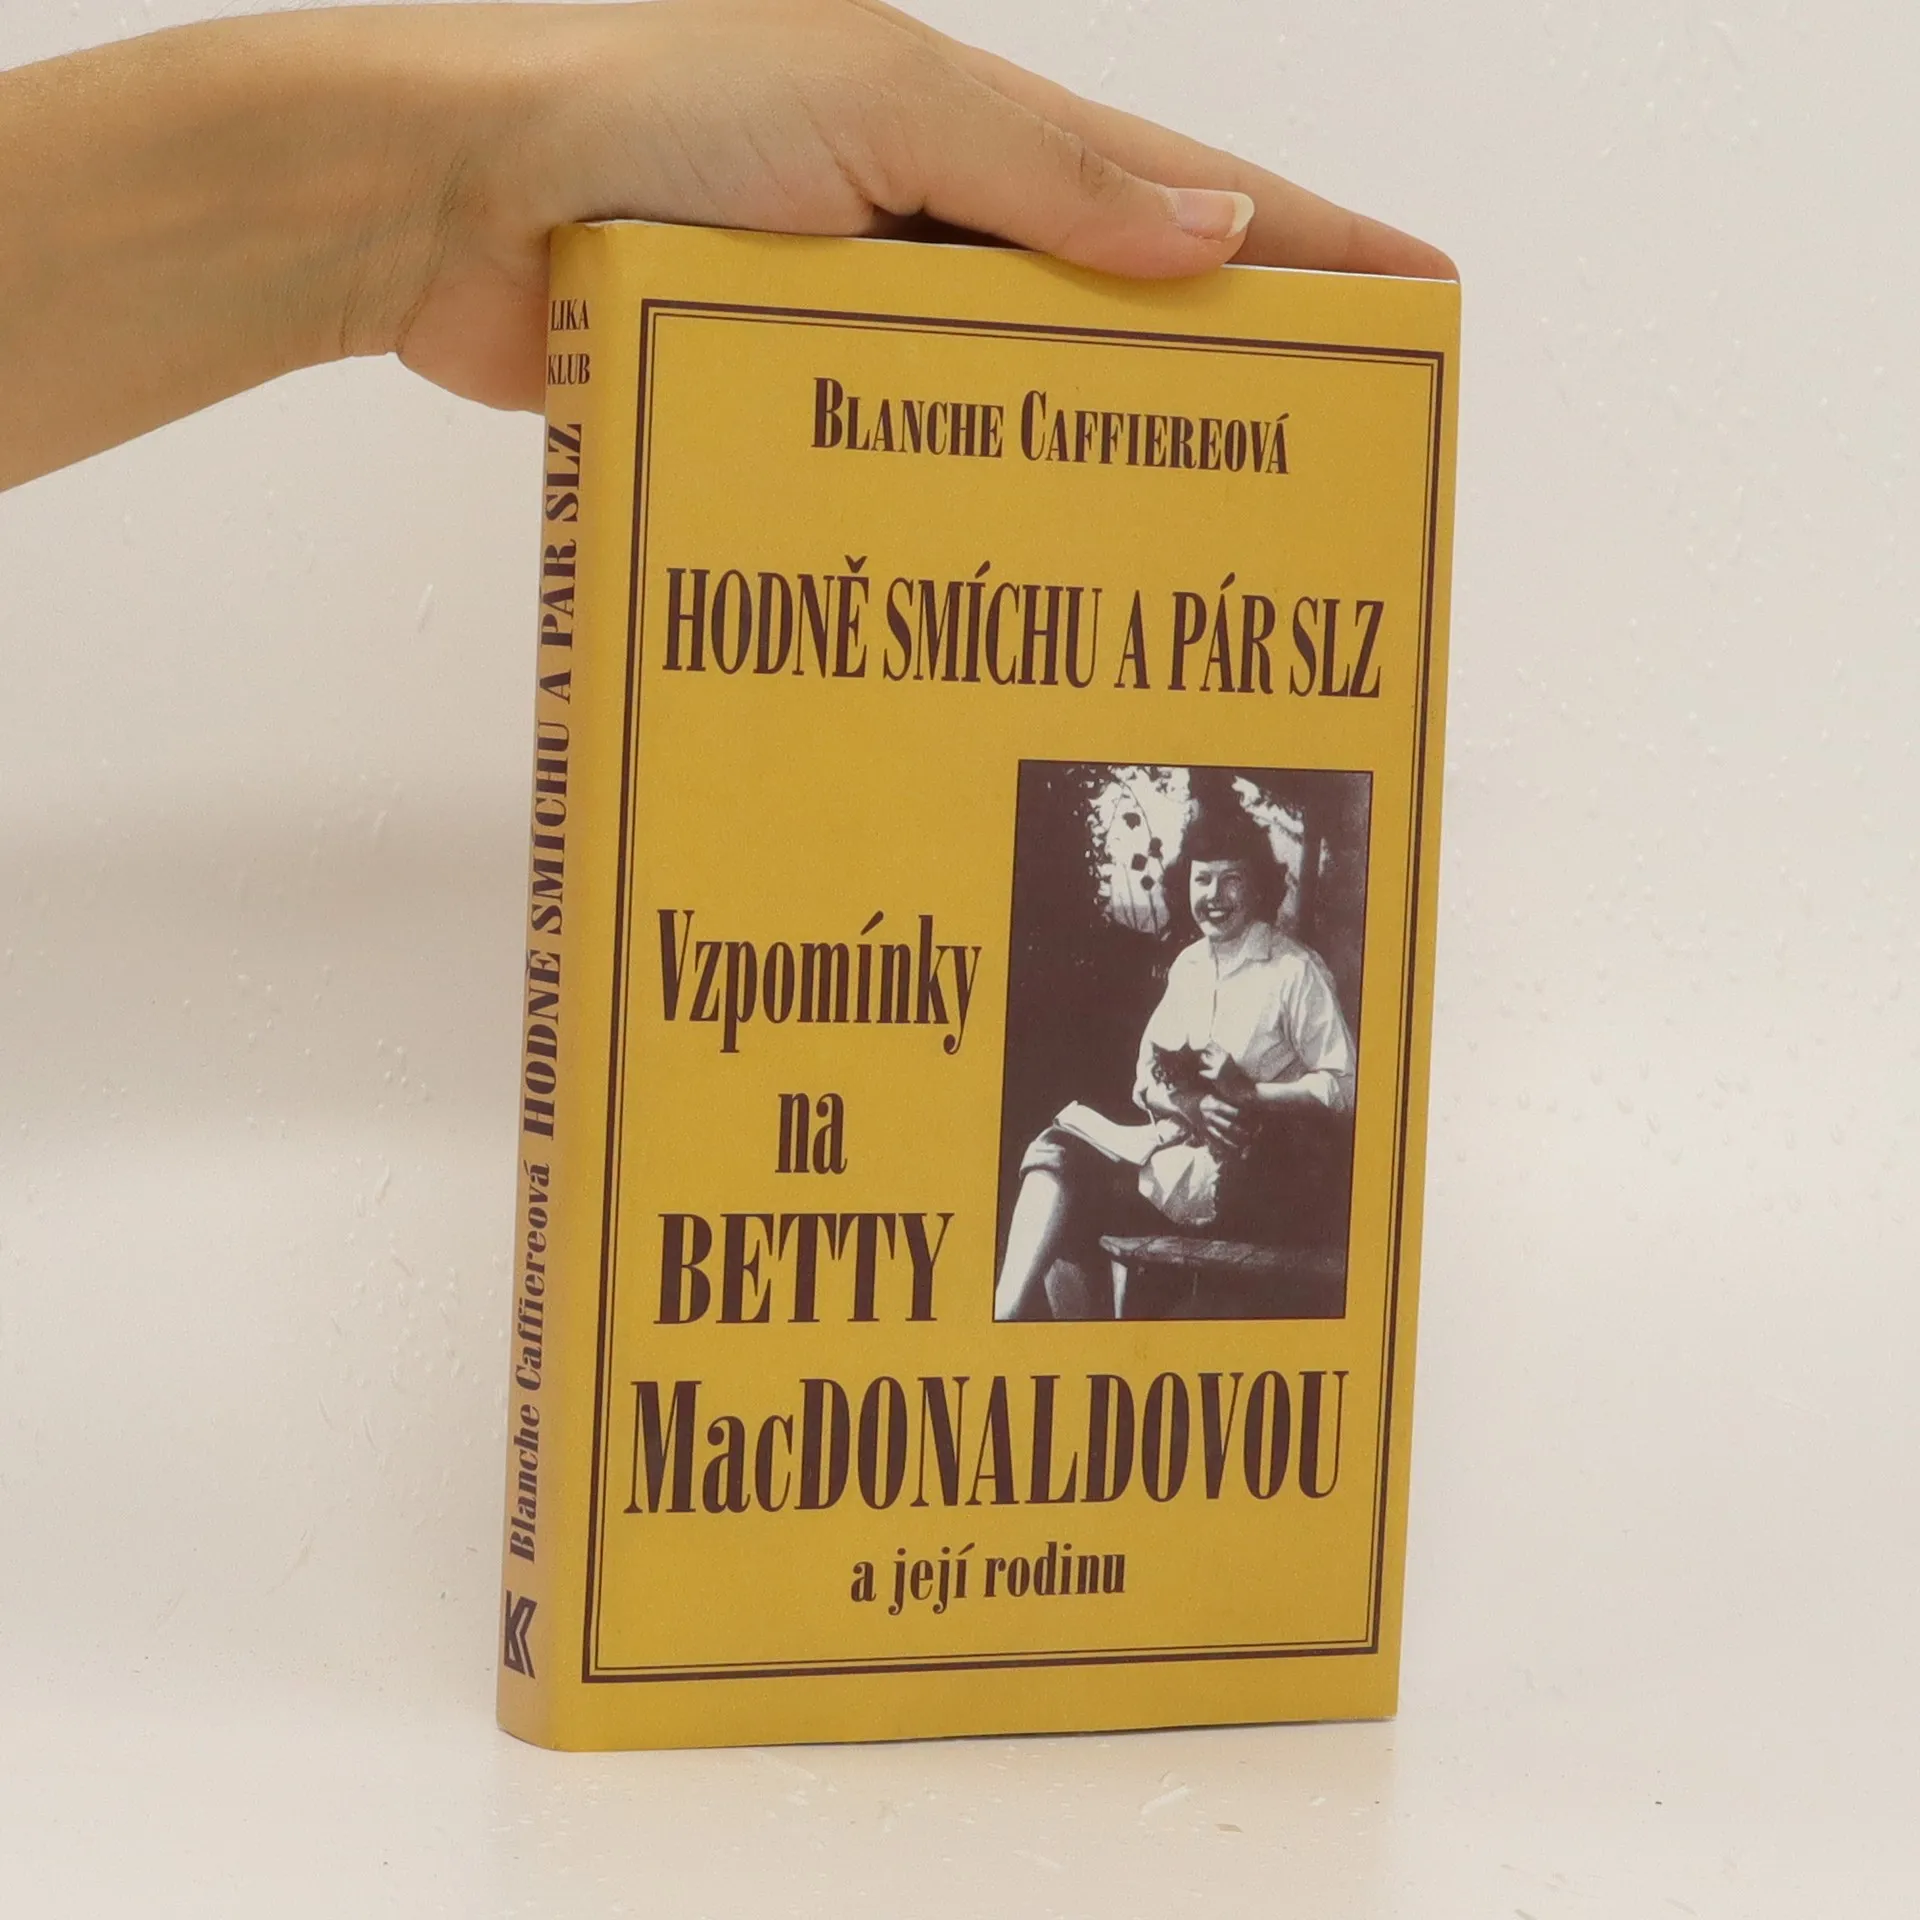 LIKA
KLUB
Blanche Caffiereová HODNĚ SMÍCHU A PÁR SLZ
BLANCHE CAFFIEREOVÁ
HODNĚ SMÍCHU A PÁR SLZ
Vzpomínky
na
BETTY
MacDONALDOVOU
a její rodinu